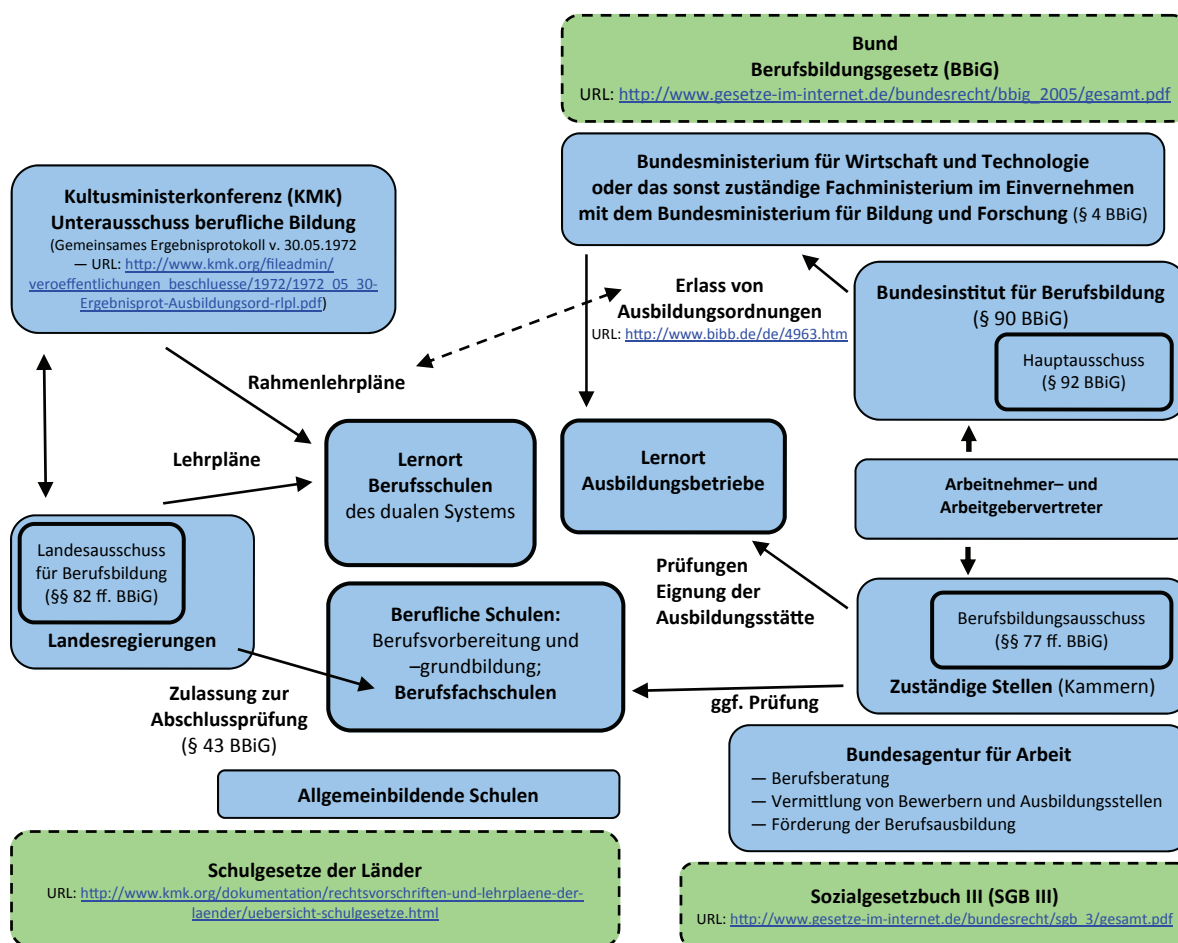 Bund
Berufsbildungsgesetz (BBiG)
URL: http://www.gesetze-im-internet.de/bundesrecht/bbig_2005/gesamt.pdf
Bundesministerium für Wirtschaft und Technologie
oder das sonst zuständige Fachministerium im Einvernehmen
mit dem Bundesministerium für Bildung und Forschung (§ 4 BBiG)
Kultusministerkonferenz (KMK)
Unterausschuss berufliche Bildung
(Gemeinsames Ergebnisprotokoll v. 30.05.1972
— URL: http://www.kmk.org/fileadmin/
veroeffentlichungen_beschluesse/1972/1972_05_30-
Ergebnisprot-Ausbildungsord-rlpl.pdf)
Erlass von
Ausbildungsordnungen
URL: http://www.bibb.de/de/4963.htm
Bundesinstitut für Berufsbildung
(§ 90 BBiG)
Hauptausschuss
(§ 92 BBiG)
Rahmenlehrpläne
Lehrpläne
Lernort
Berufsschulen
des dualen Systems
Lernort
Ausbildungsbetriebe
Arbeitnehmer– und
Arbeitgebervertreter
Landesausschuss
für Berufsbildung
(§§ 82 ff. BBiG)
Landesregierungen
Prüfungen
Eignung der
Ausbildungsstätte
Berufsbildungsausschuss
(§§ 77 ff. BBiG)
Zuständige Stellen (Kammern)
Berufliche Schulen:
Berufsvorbereitung und
–grundbildung;
Berufsfachschulen
Zulassung zur
Abschlussprüfung
(§ 43 BBiG)
ggf. Prüfung
Bundesagentur für Arbeit
— Berufsberatung
— Vermittlung von Bewerbern und Ausbildungsstellen
— Förderung der Berufsausbildung
Allgemeinbildende Schulen
Schulgesetze der Länder
URL: http://www.kmk.org/dokumentation/rechtsvorschriften-und-lehrplaene-der-
laender/uebersicht-schulgesetze.html
Sozialgesetzbuch III (SGB III)
URL: http://www.gesetze-im-internet.de/bundesrecht/sgb_3/gesamt.pdf